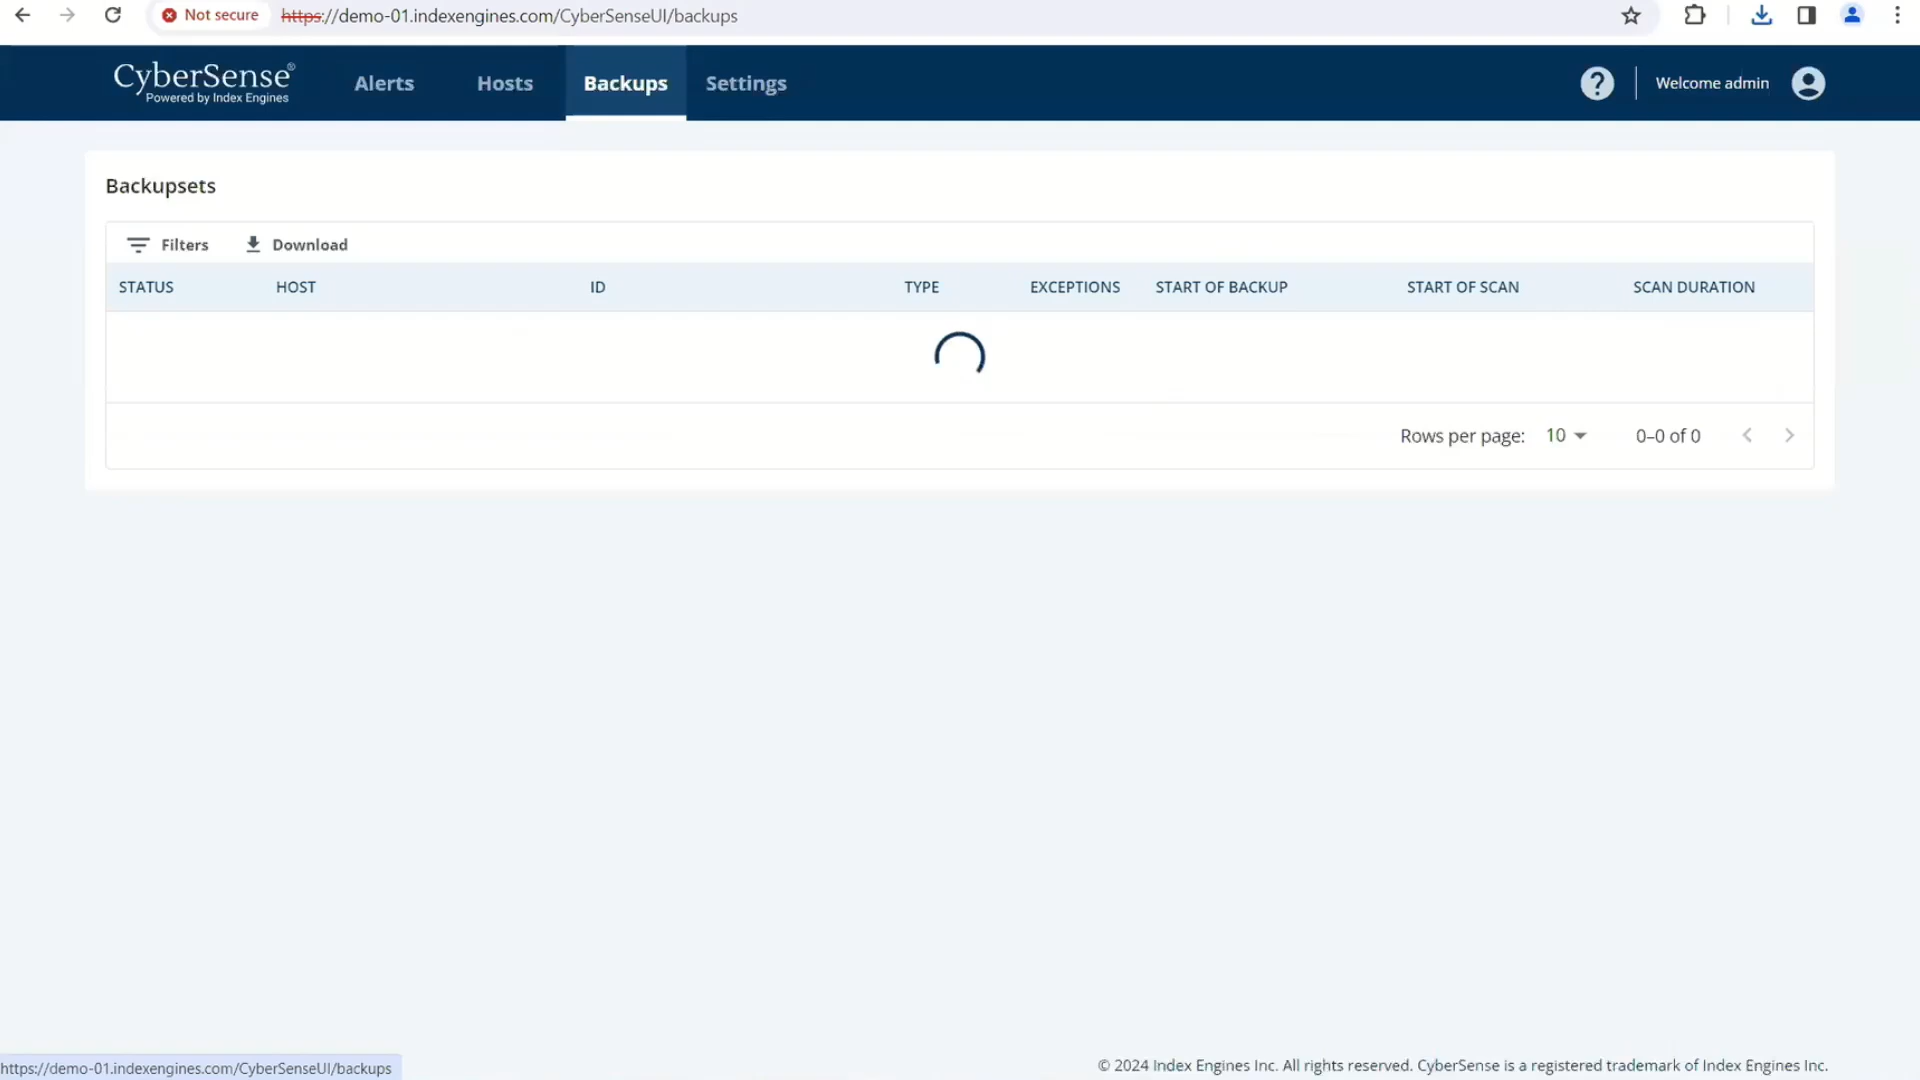 Not secure https://demo-01.indexengines.com/CyberSenseUI/backups
CyberSense®
Powered by Index Engines
Alerts Hosts Backups Settings
? Welcome admin
Backupsets
Filters Download
STATUS HOST ID TYPE EXCEPTIONS START OF BACKUP START OF SCAN SCAN DURATION
Rows per page: 10 0–0 of 0
© 2024 Index Engines Inc. All rights reserved. CyberSense is a registered trademark of Index Engines Inc.
https://demo-01.indexengines.com/CyberSenseUI/backups